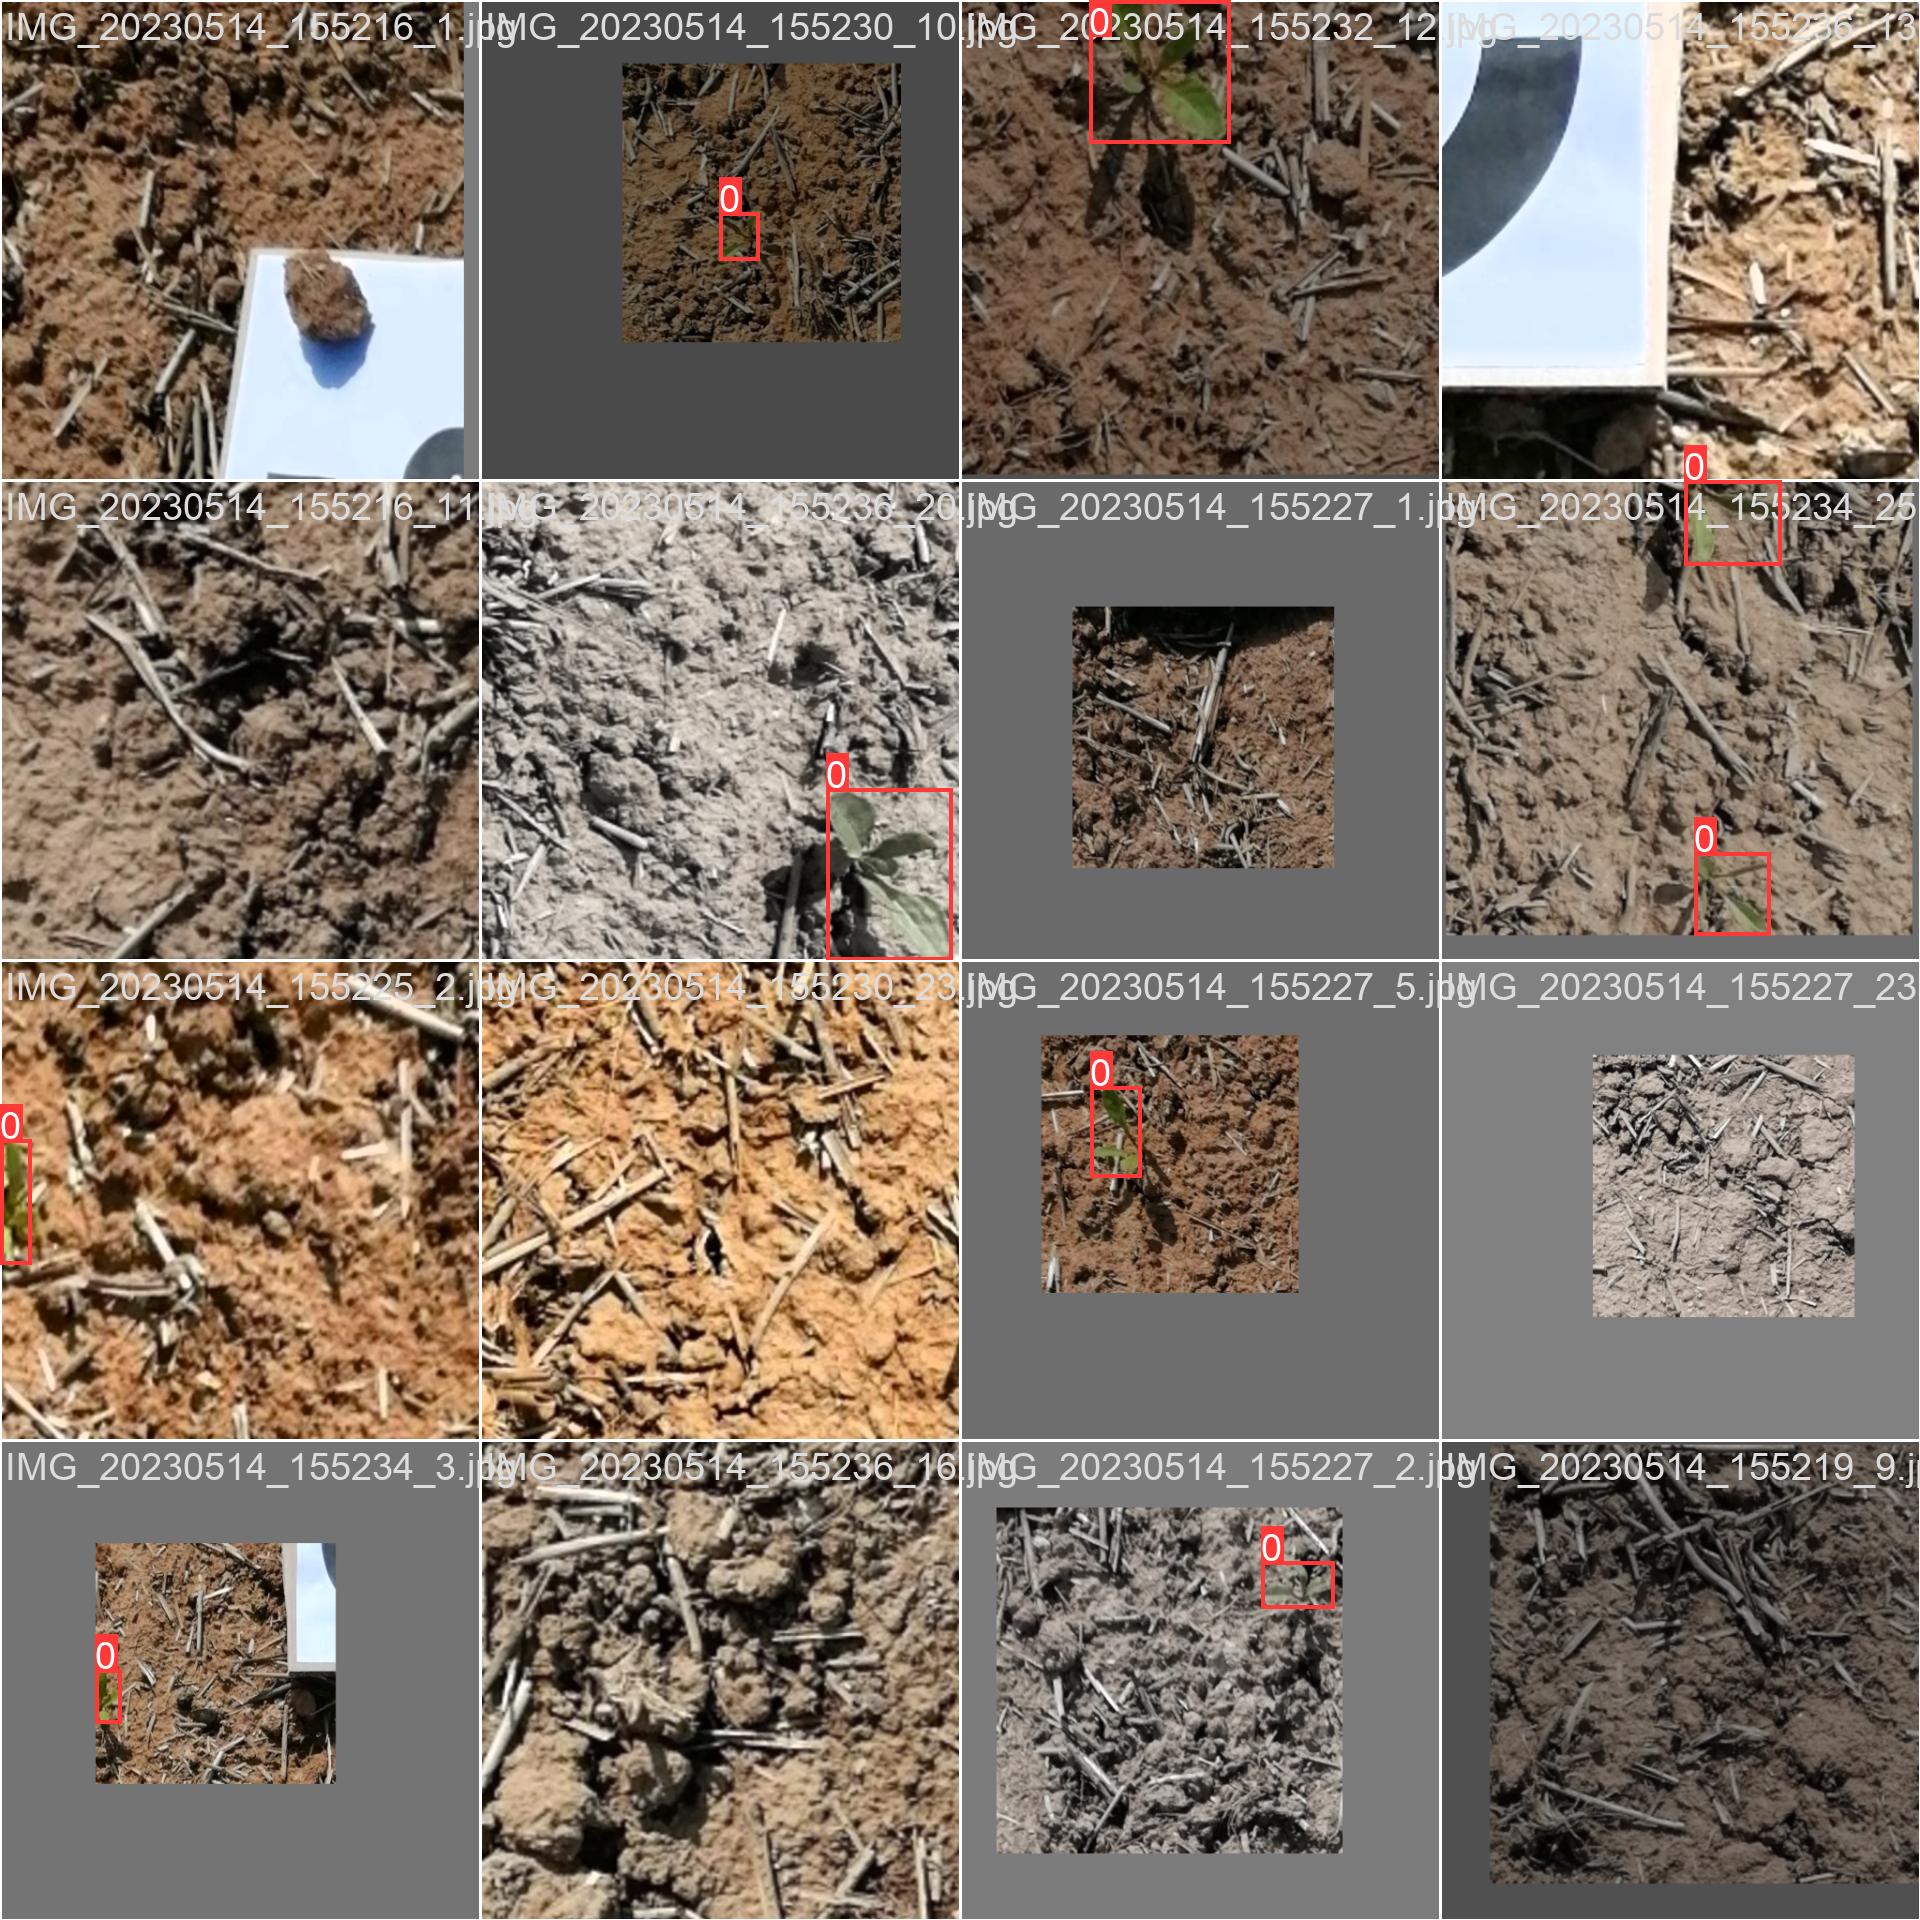 IMG_20230514_155216_1.jpg
IMG_20230514_155230_10.jpg
0
IMG_20230514_155232_12.jpg
0
IMG_20230514_155236_13
IMG_20230514_155216_11.jpg
IMG_20230514_155236_20.jpg
0
IMG_20230514_155227_1.jpg
IMG_20230514_155234_25
0
0
IMG_20230514_155225_2.jpg
0
IMG_20230514_155230_23.jpg
IMG_20230514_155227_5.jpg
0
IMG_20230514_155227_23
IMG_20230514_155234_3.jpg
0
IMG_20230514_155236_16.jpg
IMG_20230514_155227_2.jpg
0
IMG_20230514_155219_9.j